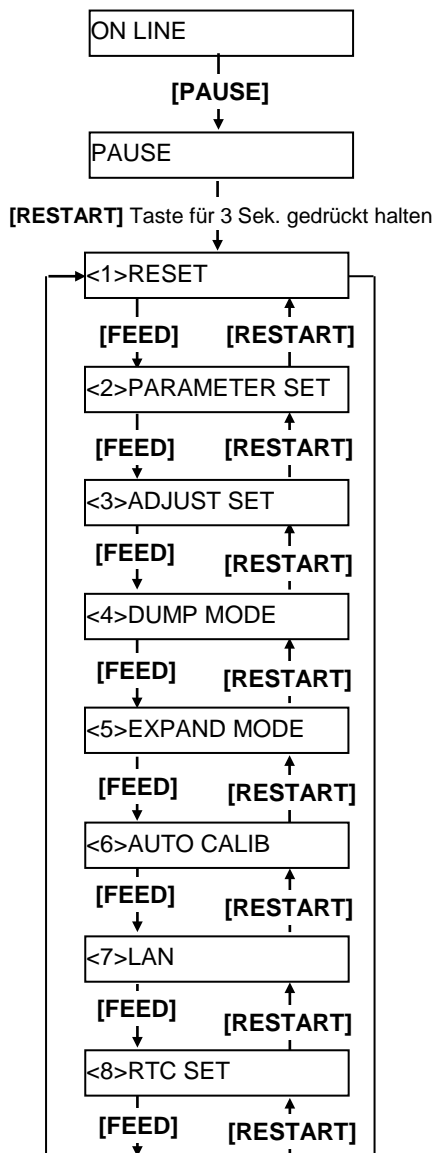 ON LINE
[PAUSE]
PAUSE
[RESTART] Taste für 3 Sek. gedrückt halten
<1>RESET
[FEED] [RESTART]
<2>PARAMETER SET
[FEED] [RESTART]
<3>ADJUST SET
[FEED] [RESTART]
<4>DUMP MODE
[FEED] [RESTART]
<5>EXPAND MODE
[FEED] [RESTART]
<6>AUTO CALIB
[FEED] [RESTART]
<7>LAN
[FEED] [RESTART]
<8>RTC SET
[FEED] [RESTART]